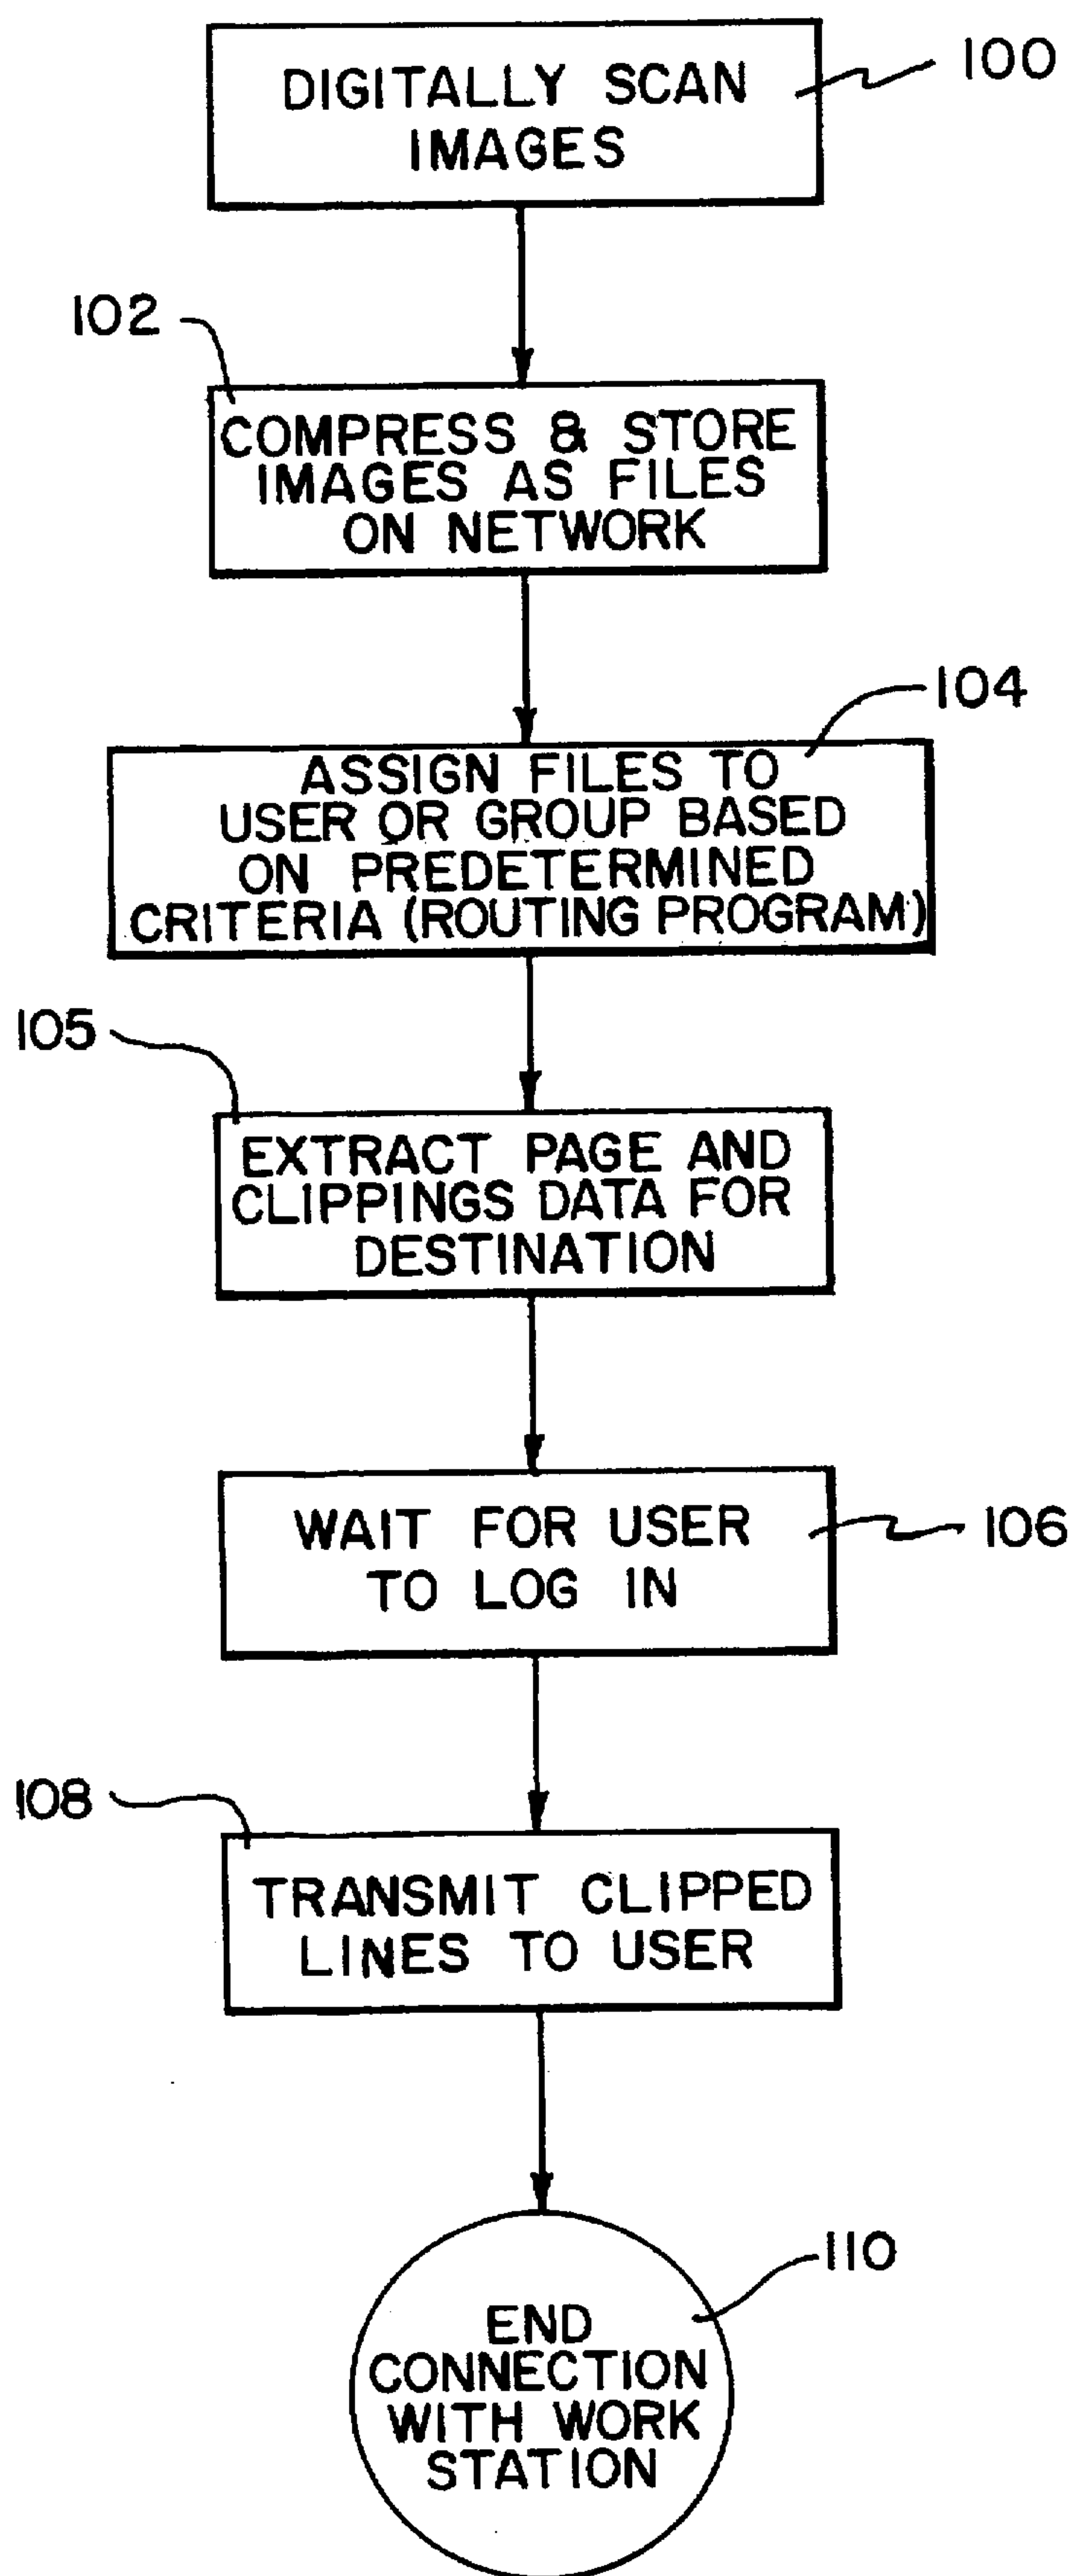 DIGITALLY SCAN
IMAGES
100
102
COMPRESS & STORE
IMAGES AS FILES
ON NETWORK
104
ASSIGN FILES TO
USER OR GROUP BASED
ON PREDETERMINED
CRITERIA (ROUTING PROGRAM)
105
EXTRACT PAGE AND
CLIPPINGS DATA FOR
DESTINATION
WAIT FOR USER
TO LOG IN
106
108
TRANSMIT CLIPPED
LINES TO USER
110
END
CONNECTION
WITH WORK
STATION